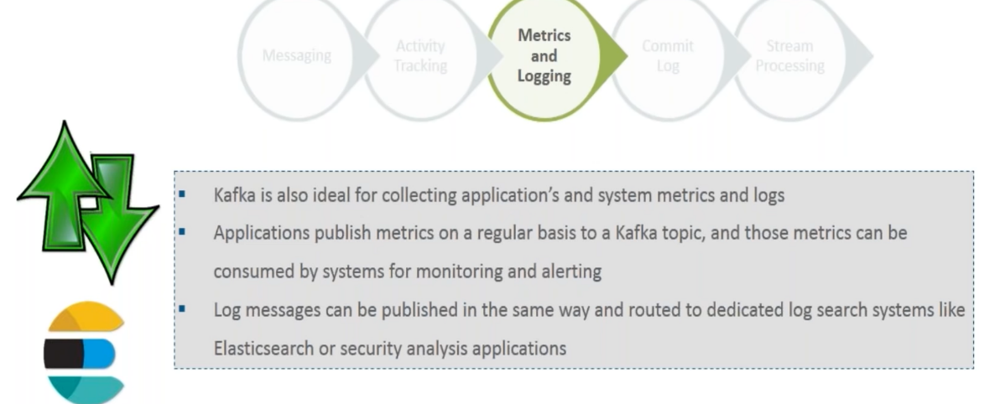 Messaging
Activity
Tracking
Metrics
and
Logging
Commit
Log
Stream
Processing
▪ Kafka is also ideal for collecting application's and system metrics and logs
▪ Applications publish metrics on a regular basis to a Kafka topic, and those metrics can be
consumed by systems for monitoring and alerting
▪ Log messages can be published in the same way and routed to dedicated log search systems like
Elasticsearch or security analysis applications